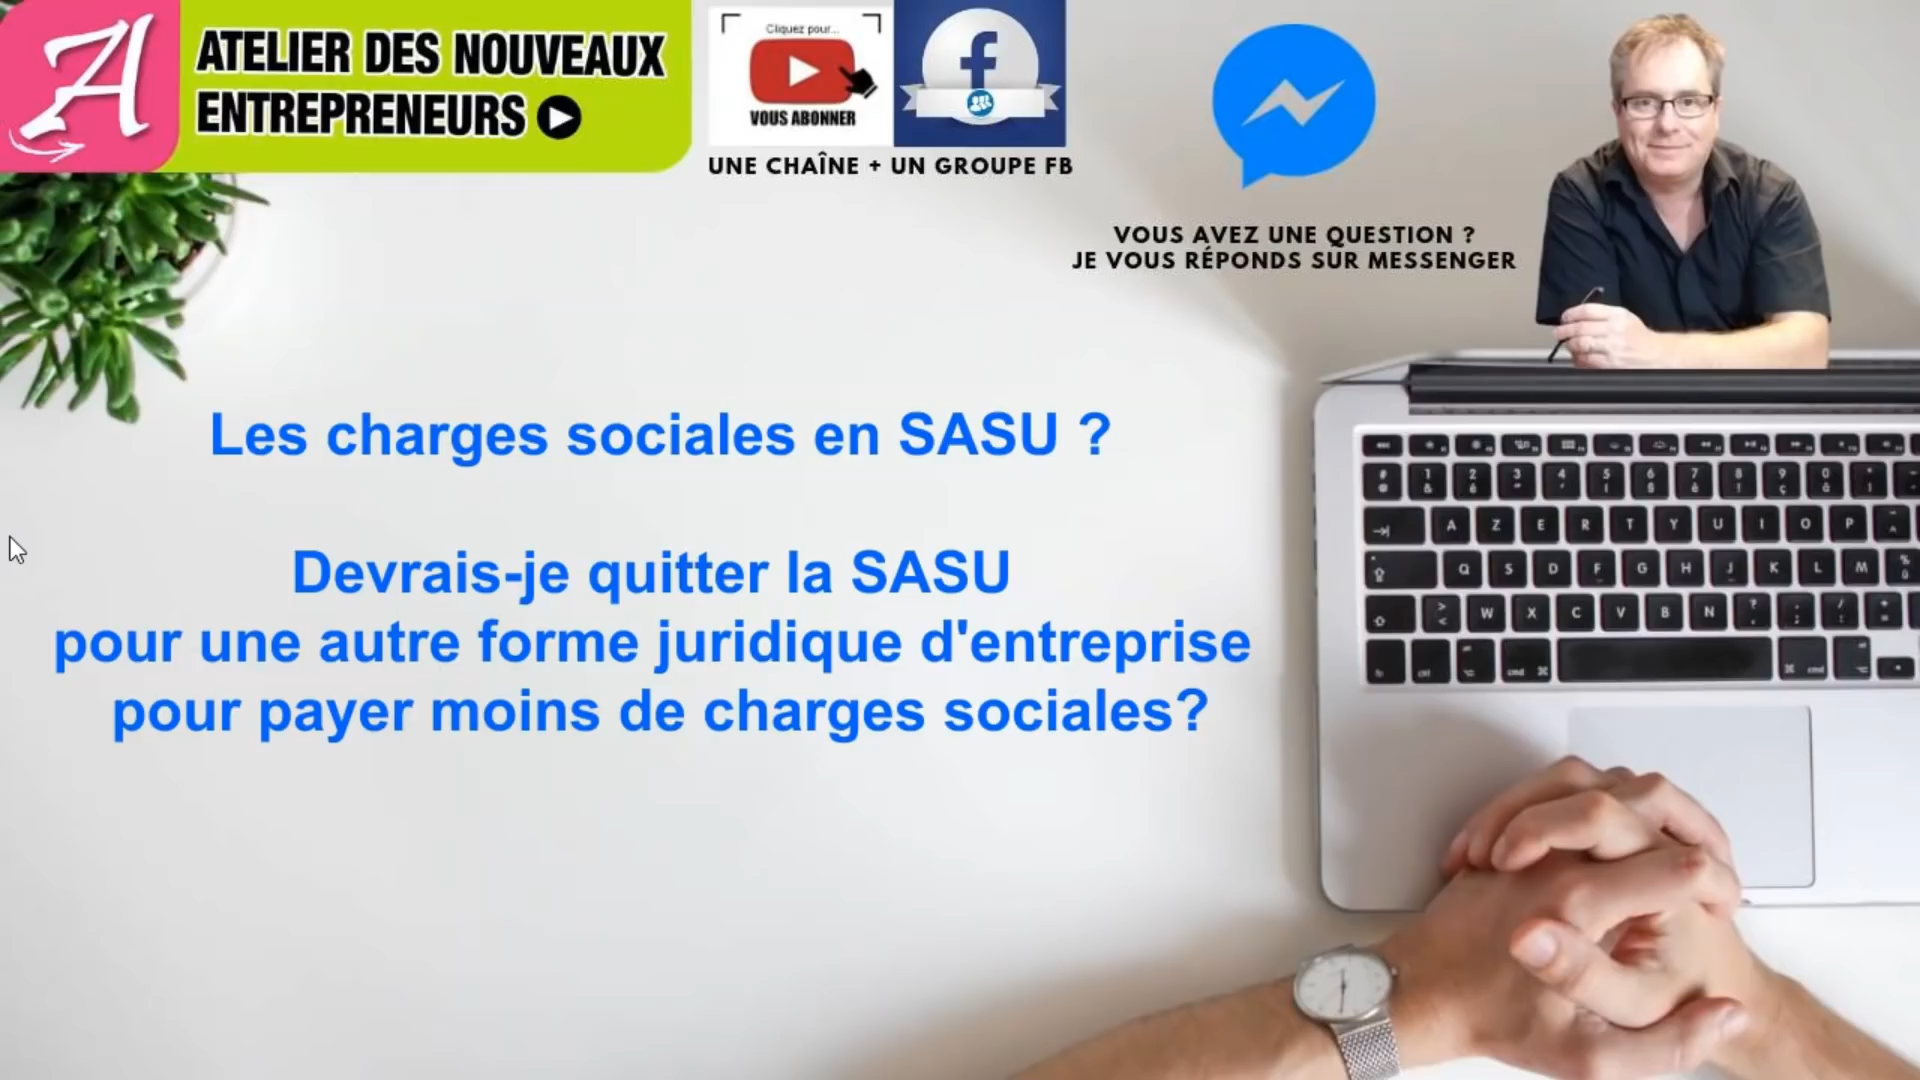 ATELIER DES NOUVEAUX
ENTREPRENEURS
Cliquez pour...
VOUS ABONNER
UNE CHAÎNE + UN GROUPE FB
VOUS AVEZ UNE QUESTION ?
JE VOUS RÉPONDS SUR MESSENGER
Les charges sociales en SASU ?
Devrais-je quitter la SASU
pour une autre forme juridique d'entreprise
pour payer moins de charges sociales?
A Z E R T Y U I O P
Q S D F G H J K L M
W X C V B N